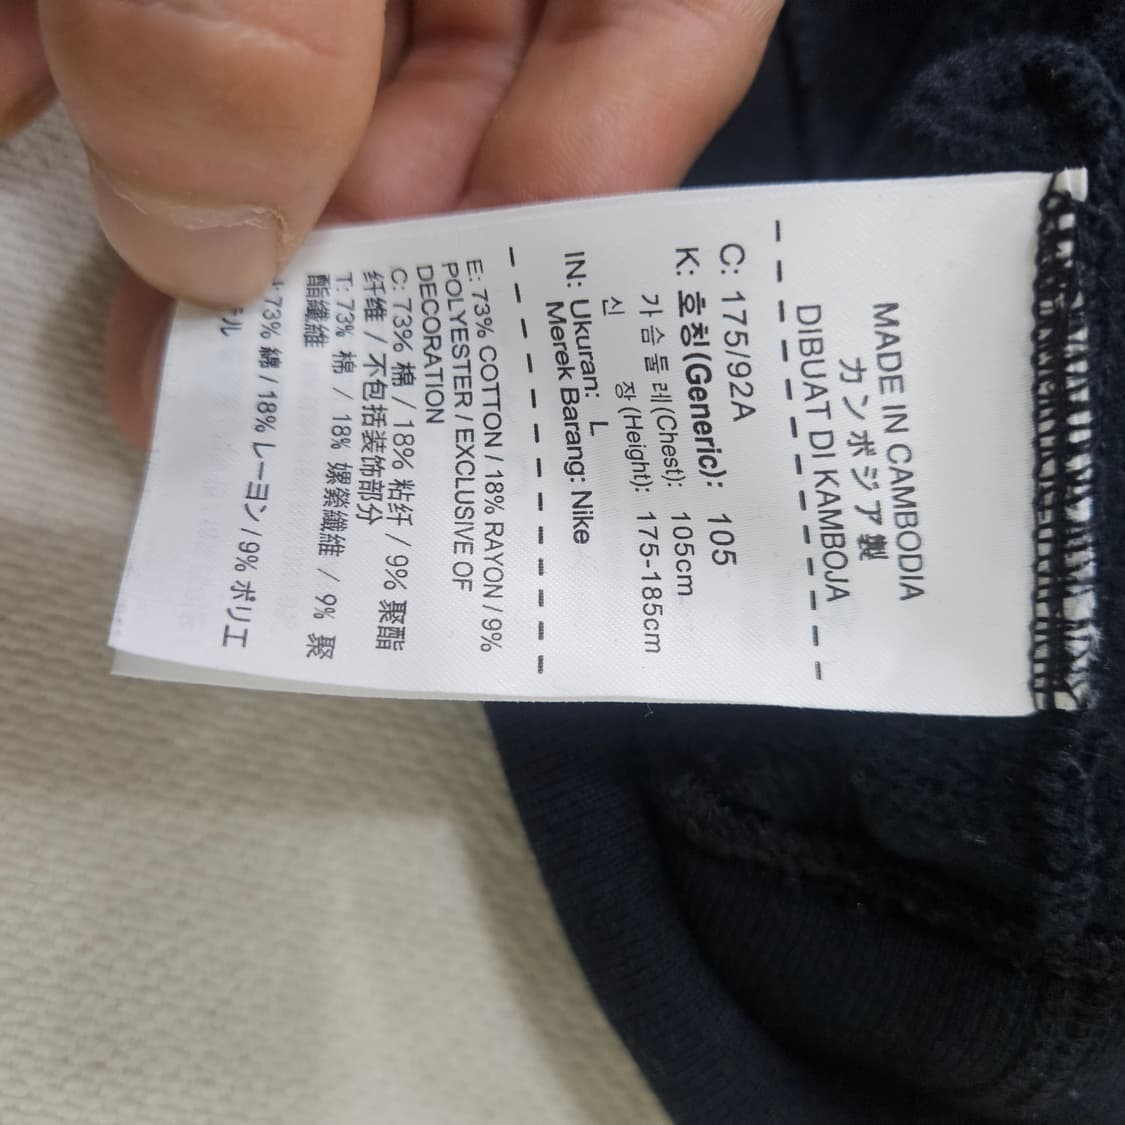 MADE IN CAMBODIA
カンボジア製
DIBUAT DI KAMBOJA
C: 175/92A
K: 호칭(Generic): 105
가슴둘레(Chest): 105cm
신 장(Height): 175-185cm
IN: Ukuran: L
Merek Barang: Nike
E: 73% COTTON / 18% RAYON / 9%
POLYESTER / EXCLUSIVE OF
DECORATION
C: 73% 棉 / 18% 粘纤 / 9% 聚酯
纤维 / 不包括装饰部分
T: 73% 棉 / 18% 嫘縈纖維 / 9% 聚
酯纖維
73% 綿 / 18% レーヨン / 9% ポリエ
ル